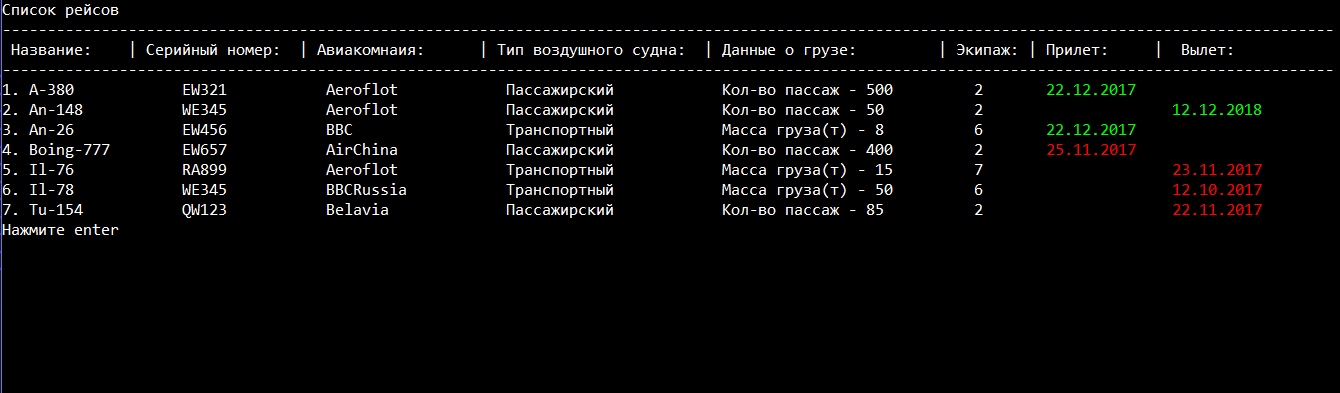 Список рейсов
Название: | Серийный номер: | Авиакомнаия: | Тип воздушного судна: | Данные о грузе: | Экипаж: | Прилет: | Вылет:
1. A-380 EW321 Aeroflot Пассажирский Кол-во пассаж - 500 2 22.12.2017
2. An-148 WE345 Aeroflot Пассажирский Кол-во пассаж - 50 2 12.12.2018
3. An-26 EW456 BBC Транспортный Масса груза(т) - 8 6 22.12.2017
4. Boing-777 EW657 AirChina Пассажирский Кол-во пассаж - 400 2 25.11.2017
5. Il-76 RA899 Aeroflot Транспортный Масса груза(т) - 15 7 23.11.2017
6. Il-78 WE345 BBCRussia Транспортный Масса груза(т) - 50 6 12.10.2017
7. Tu-154 QW123 Belavia Пассажирский Кол-во пассаж - 85 2 22.11.2017
Нажмите enter